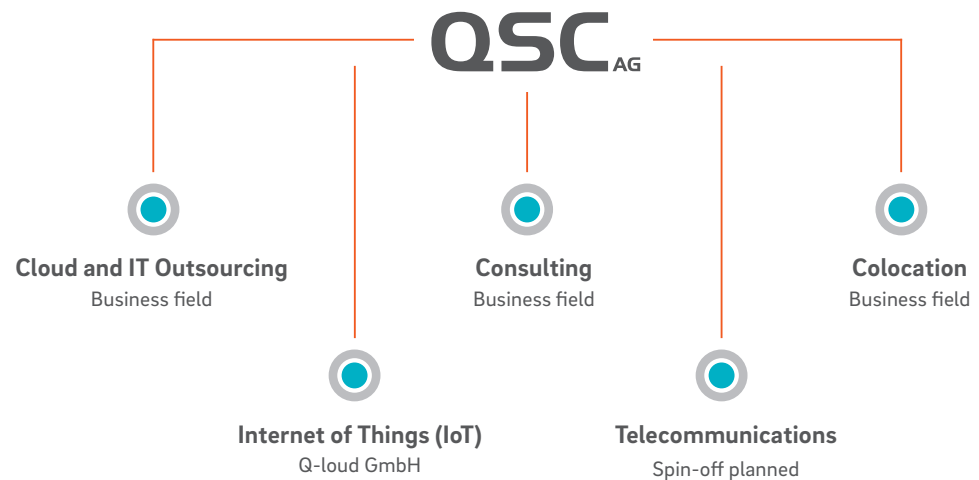 QSC AG
Cloud and IT Outsourcing
Business field
Consulting
Business field
Colocation
Business field
Internet of Things (IoT)
Q-loud GmbH
Telecommunications
Spin-off planned